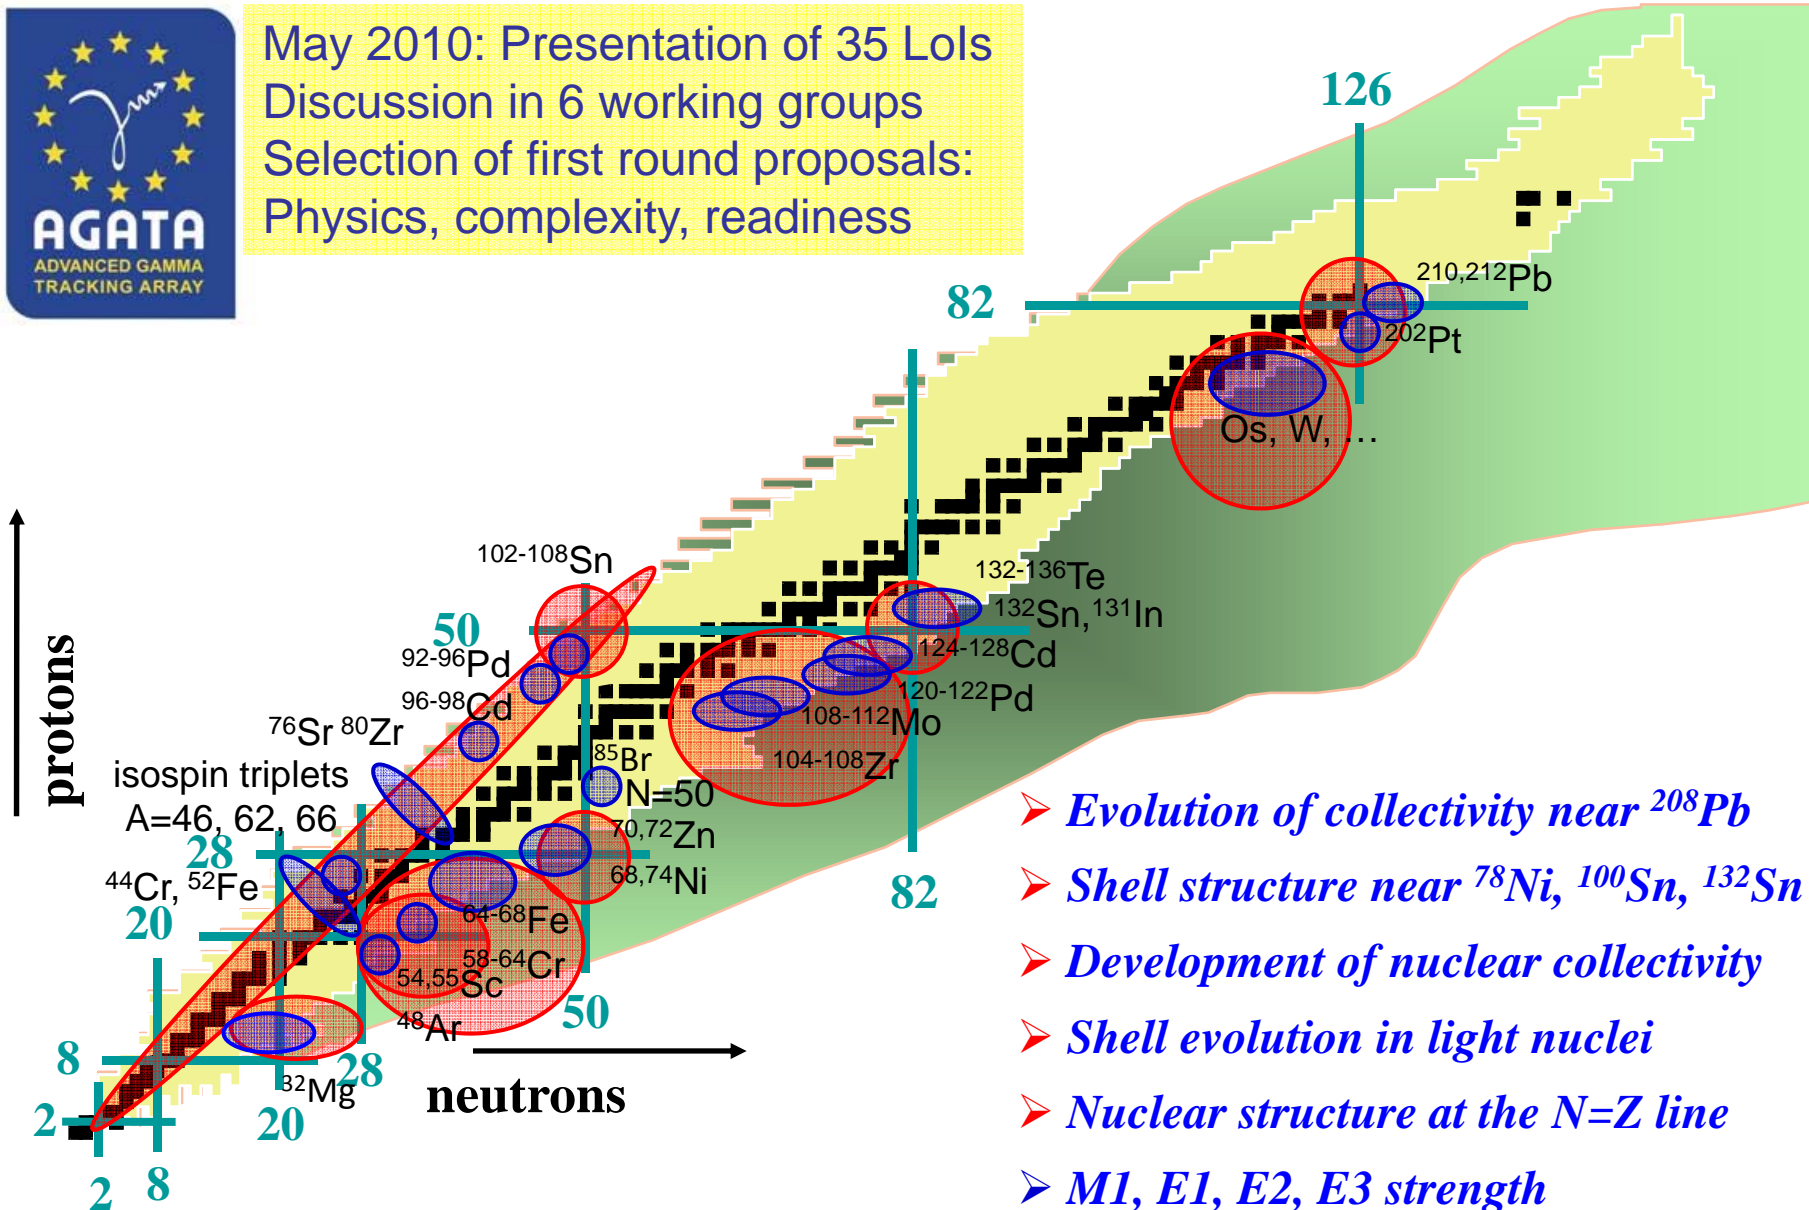 May 2010: Presentation of 35 LoIs
Discussion in 6 working groups
Selection of first round proposals:
Physics, complexity, readiness
AGATA
ADVANCED GAMMA
TRACKING ARRAY
126
82
210,212Pb
202Pt
Os, W, ...
102-108Sn
132-136Te
132Sn,131In
50
124-128Cd
92-96Pd
120-122Pd
96-98Cd
108-112Mo
76Sr 80Zr
85Br
104-108Zr
isospin triplets
N=50
A=46, 62, 66
70,72Zn
28
68,74Ni
44Cr, 52Fe
82
20
64-68Fe
58-64Cr
54,55Sc
50
48Ar
8
28
32Mg
2
20
2
8
protons
neutrons
Evolution of collectivity near 208Pb
Shell structure near 78Ni, 100Sn, 132Sn
Development of nuclear collectivity
Shell evolution in light nuclei
Nuclear structure at the N=Z line
M1, E1, E2, E3 strength